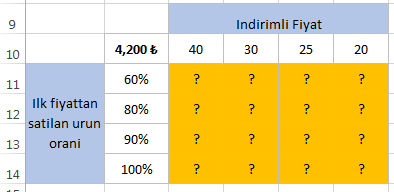 9 Indirimli Fiyat
10 4,200 ₺ 40 30 25 20
11 60% ? ? ? ?
Ilk fiyattan
12 80% ? ? ? ?
satilan urun
13 90% ? ? ? ?
orani
14 100% ? ? ? ?